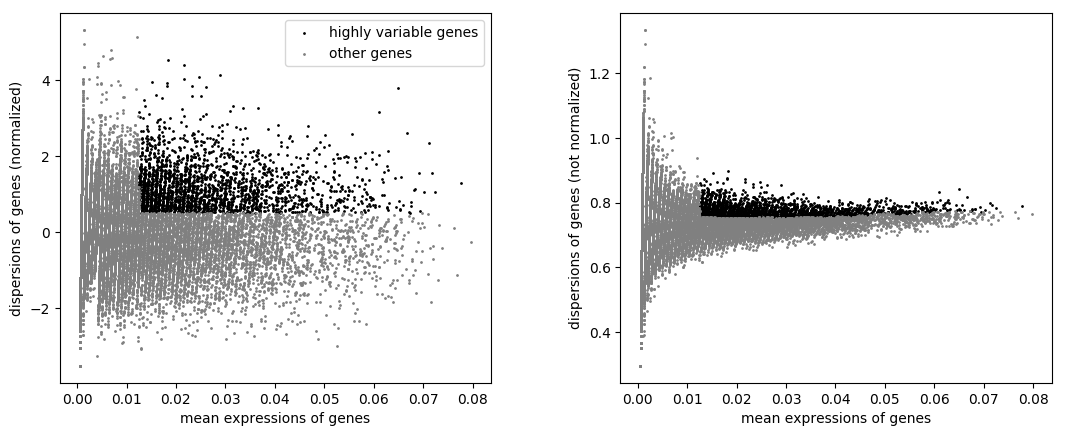 highly variable genes
other genes
dispersions of genes (normalized)
4
2
0
−2
0.00 0.01 0.02 0.03 0.04 0.05 0.06 0.07 0.08
mean expressions of genes
dispersions of genes (not normalized)
1.2
1.0
0.8
0.6
0.4
0.00 0.01 0.02 0.03 0.04 0.05 0.06 0.07 0.08
mean expressions of genes